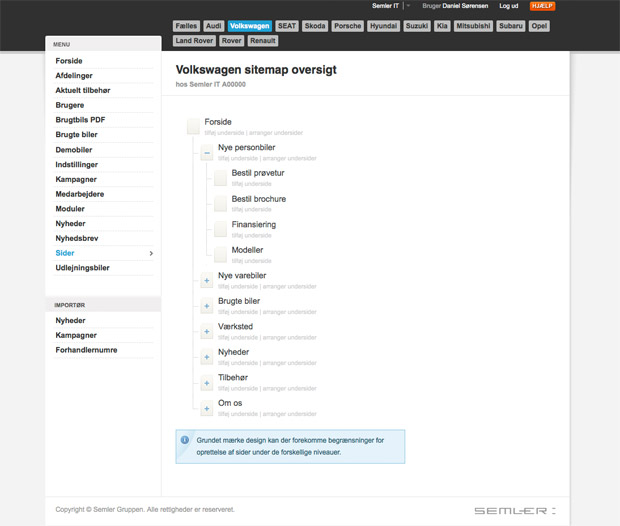 Semler IT Bruger Daniel Sørensen Log ud HJÆLP
Fælles Audi Volkswagen SEAT Skoda Porsche Hyundai Suzuki Kia Mitsubishi Subaru Opel
Land Rover Rover Renault
MENU
Forside
Afdelinger
Aktuelt tilbehør
Brugere
Brugtbils PDF
Brugte biler
Demobiler
Indstillinger
Kampagner
Medarbejdere
Moduler
Nyheder
Nyhedsbrev
Sider
Udlejningsbiler
IMPORTØR
Nyheder
Kampagner
Forhandlernumre
Volkswagen sitemap oversigt
hos Semler IT A00000
Forside
tilføj underside | arranger undersider
Nye personbiler
tilføj underside | arranger undersider
Bestil prøvetur
tilføj underside
Bestil brochure
tilføj underside
Finansiering
tilføj underside
Modeller
tilføj underside
Nye varebiler
tilføj underside | arranger undersider
Brugte biler
tilføj underside | arranger undersider
Værksted
tilføj underside | arranger undersider
Nyheder
tilføj underside | arranger undersider
Tilbehør
tilføj underside | arranger undersider
Om os
tilføj underside | arranger undersider
Grundet mærke design kan der forekomme begrænsninger for
oprettelse af sider under de forskellige niveauer.
Copyright © Semler Gruppen. Alle rettigheder er reserveret.
SEMLER